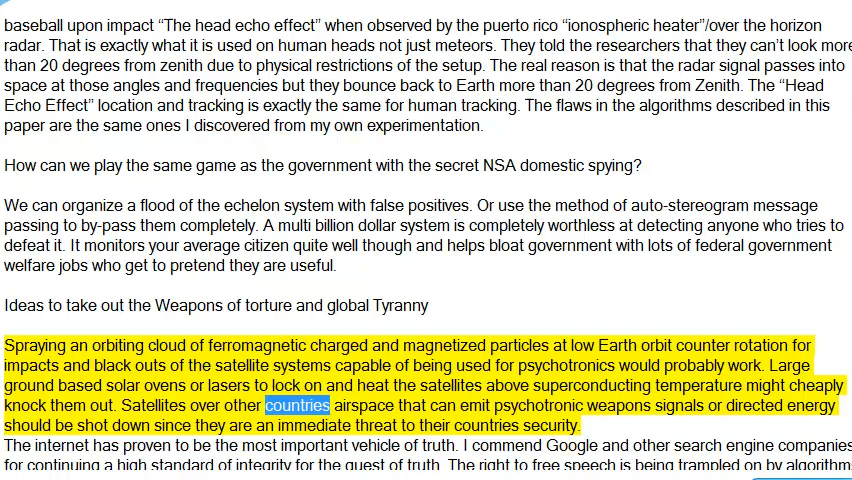 baseball upon impact “The head echo effect” when observed by the puerto rico “ionospheric heater”/over the horizon
radar. That is exactly what it is used on human heads not just meteors. They told the researchers that they can’t look more
than 20 degrees from zenith due to physical restrictions of the setup. The real reason is that the radar signal passes into
space at those angles and frequencies but they bounce back to Earth more than 20 degrees from Zenith. The “Head
Echo Effect” location and tracking is exactly the same for human tracking. The flaws in the algorithms described in this
paper are the same ones I discovered from my own experimentation.
How can we play the same game as the government with the secret NSA domestic spying?
We can organize a flood of the echelon system with false positives. Or use the method of auto-stereogram message
passing to by-pass them completely. A multi billion dollar system is completely worthless at detecting anyone who tries to
defeat it. It monitors your average citizen quite well though and helps bloat government with lots of federal government
welfare jobs who get to pretend they are useful.
Ideas to take out the Weapons of torture and global Tyranny
Spraying an orbiting cloud of ferromagnetic charged and magnetized particles at low Earth orbit counter rotation for
impacts and black outs of the satellite systems capable of being used for psychotronics would probably work. Large
ground based solar ovens or lasers to lock on and heat the satellites above superconducting temperature might cheaply
knock them out. Satellites over other countries airspace that can emit psychotronic weapons signals or directed energy
should be shot down since they are an immediate threat to their countries security.
The internet has proven to be the most important vehicle of truth. I commend Google and other search engine companies
for continuing a high standard of integrity for the quest of truth. The right to free speech is being trampled on by algorithm